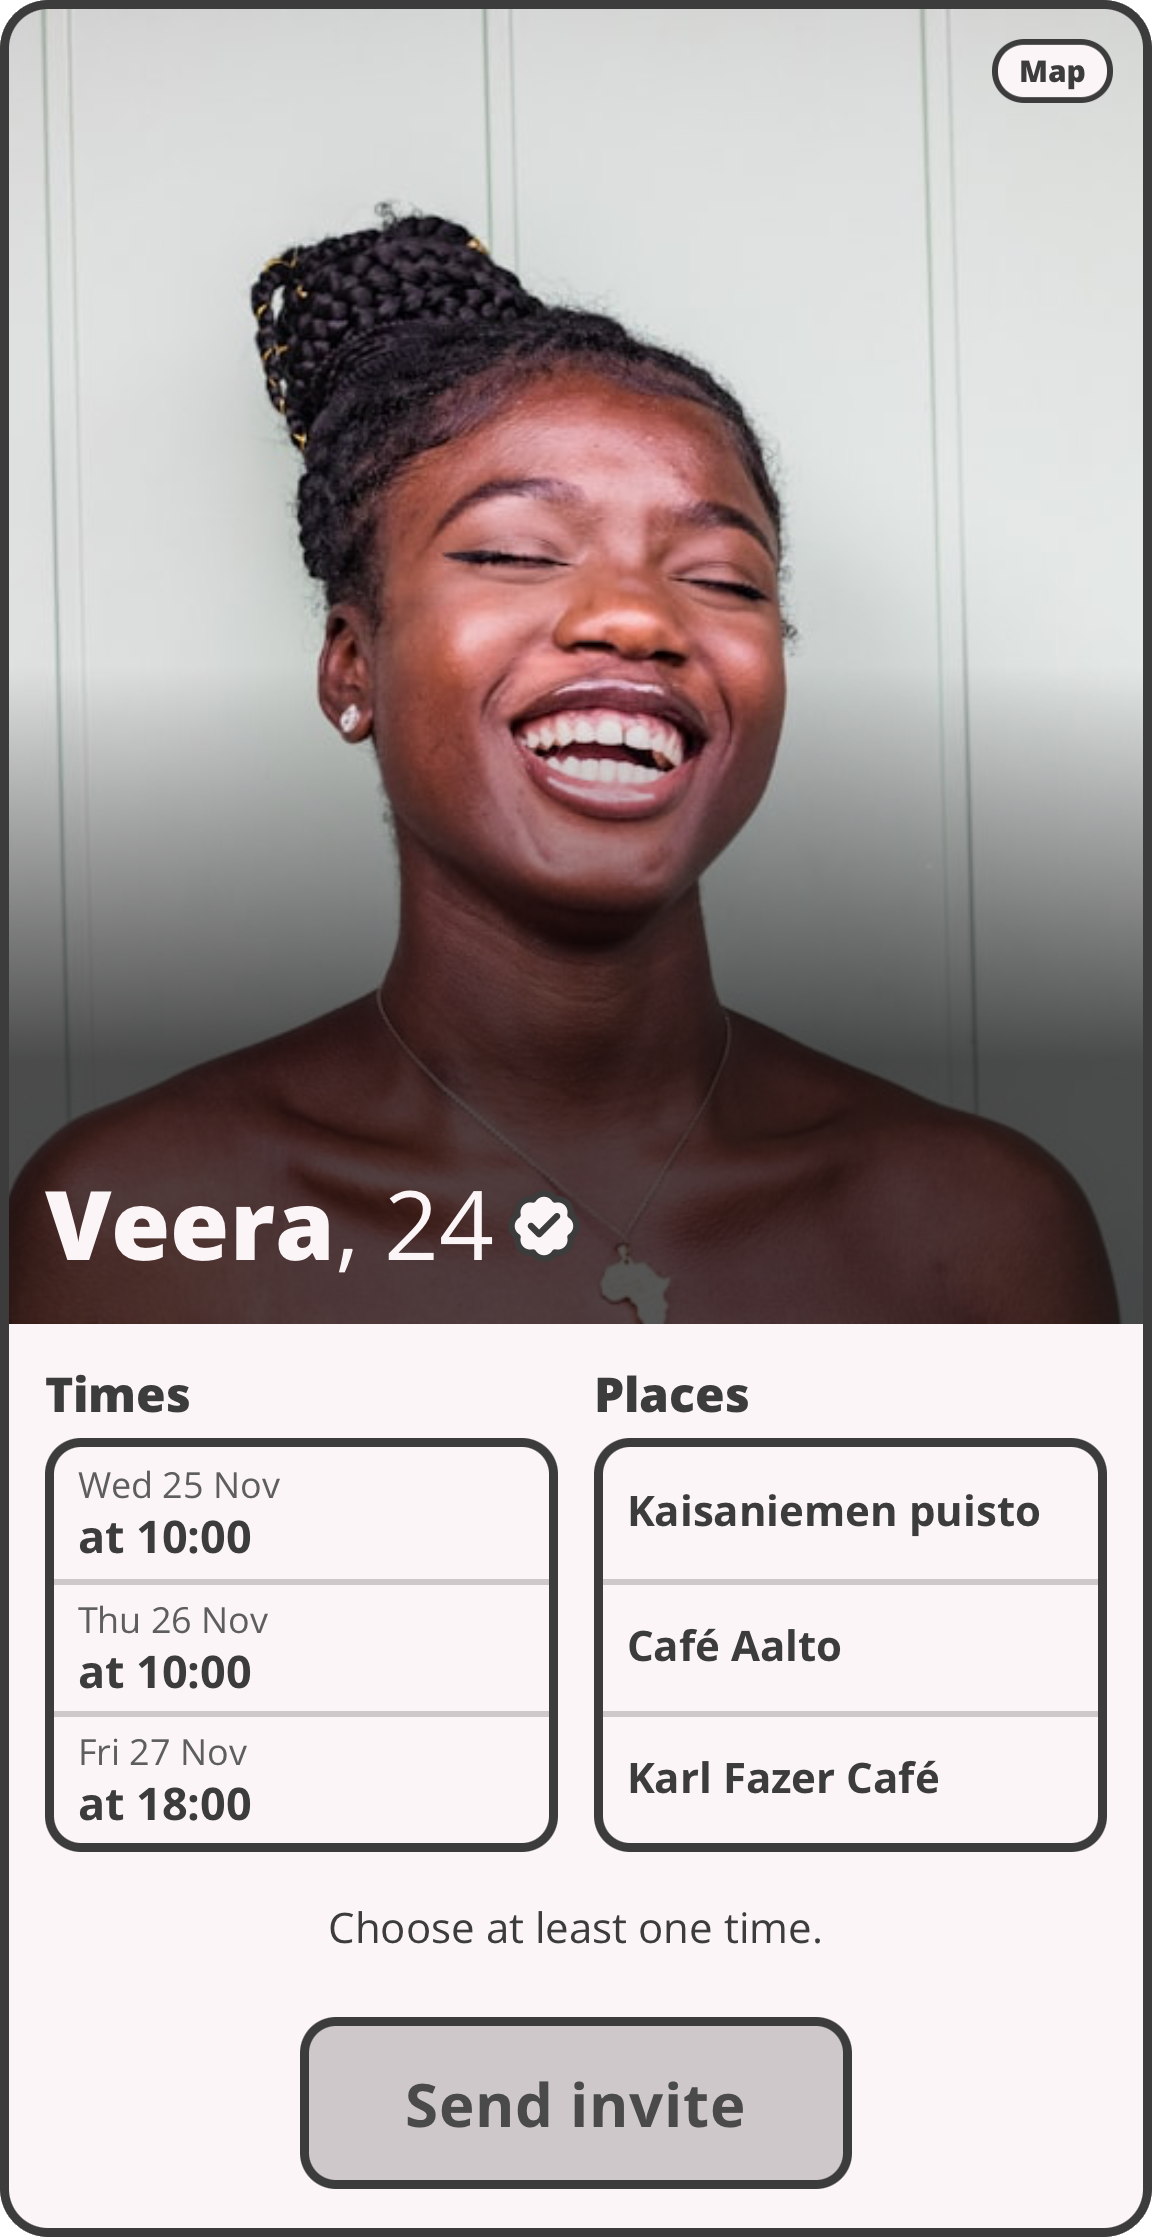 Map
Veera, 24
Times
Wed 25 Nov
at 10:00
Thu 26 Nov
at 10:00
Fri 27 Nov
at 18:00
Places
Kaisaniemen puisto
Café Aalto
Karl Fazer Café
Choose at least one time.
Send invite